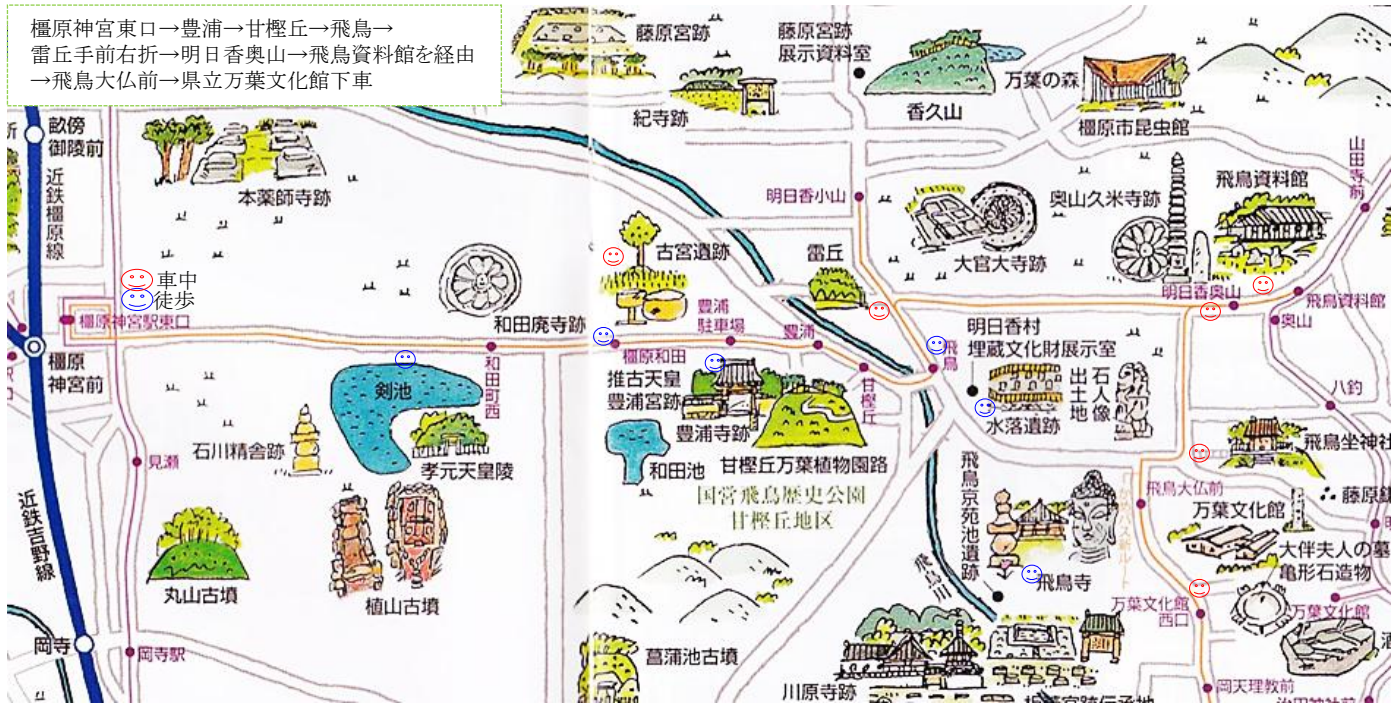 橿原神宮東口→豊浦→甘樫丘→飛鳥→
雷丘手前右折→明日香奥山→飛鳥資料館を経由
→飛鳥大仏前→県立万葉文化館下車
藤原宮跡
藤原宮跡
展示資料室
万葉の森
香久山
橿原市昆虫館
紀寺跡
畝傍
御陵前
近鉄橿原線
本薬師寺跡
山田寺前
明日香小山
奥山久米寺跡
飛鳥資料館
大官大寺跡
古宮遺跡
雷丘
車中
徒歩
橿原神宮駅東口
和田廃寺跡
豊浦
駐車場
豊浦
明日香奥山
飛鳥資料館
奥山
橿原
神宮前
和田町西
橿原和田
甘樫丘
飛鳥
明日香村
埋蔵文化財展示室
剣池
推古天皇
豊浦宮跡
豊浦寺跡
石人像
出土地
水落遺跡
八釣
飛鳥坐神社
石川精舎跡
孝元天皇陵
和田池
甘樫丘万葉植物園路
見瀬
国営飛鳥歴史公園
甘樫丘地区
飛鳥京苑池遺跡
飛鳥大仏前
万葉文化館
藤原鎌
近鉄吉野線
大伴夫人の墓
亀形石造物
丸山古墳
植山古墳
飛鳥川
飛鳥寺
万葉文化館
西口
万葉文化館
岡寺
岡寺駅
菖蒲池古墳
川原寺跡
岡天理教前
酒